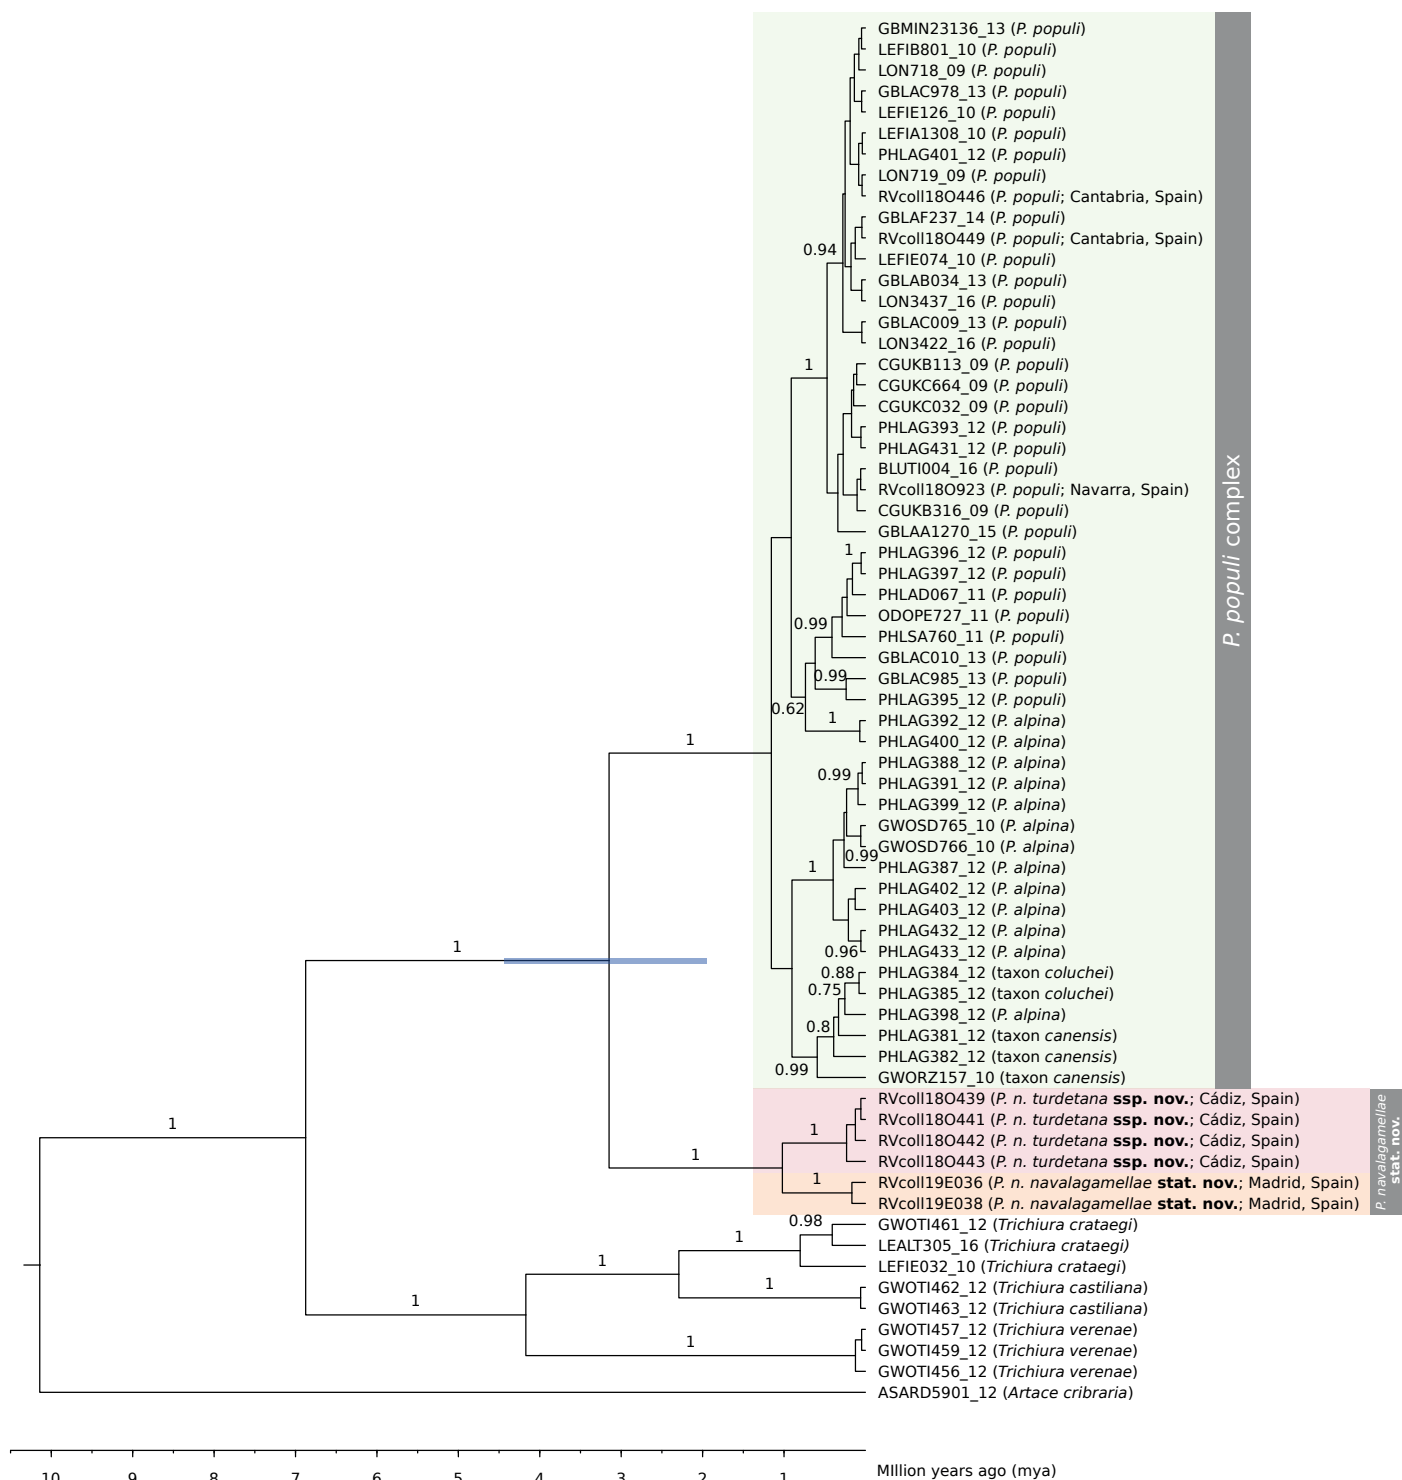 GBMIN23136_13 (P. populi)
LEFIB801_10 (P. populi)
LON718_09 (P. populi)
GBLAC978_13 (P. populi)
LEFIE126_10 (P. populi)
LEFIA1308_10 (P. populi)
PHLAG401_12 (P. populi)
LON719_09 (P. populi)
RVcoll18O446 (P. populi; Cantabria, Spain)
GBLAF237_14 (P. populi)
RVcoll18O449 (P. populi; Cantabria, Spain)
0.94
LEFIE074_10 (P. populi)
GBLAB034_13 (P. populi)
LON3437_16 (P. populi)
GBLAC009_13 (P. populi)
LON3422_16 (P. populi)
1
CGUKB113_09 (P. populi)
CGUKC664_09 (P. populi)
CGUKC032_09 (P. populi)
PHLAG393_12 (P. populi)
PHLAG431_12 (P. populi)
BLUTI004_16 (P. populi)
RVcoll18O923 (P. populi; Navarra, Spain)
CGUKB316_09 (P. populi)
GBLAA1270_15 (P. populi)
P. populi complex
1
PHLAG396_12 (P. populi)
PHLAG397_12 (P. populi)
PHLAD067_11 (P. populi)
ODOPE727_11 (P. populi)
0.99
PHLSA760_11 (P. populi)
GBLAC010_13 (P. populi)
0.99
GBLAC985_13 (P. populi)
PHLAG395_12 (P. populi)
0.62
1
PHLAG392_12 (P. alpina)
PHLAG400_12 (P. alpina)
1
PHLAG388_12 (P. alpina)
0.99
PHLAG391_12 (P. alpina)
PHLAG399_12 (P. alpina)
GWOSD765_10 (P. alpina)
GWOSD766_10 (P. alpina)
0.99
PHLAG387_12 (P. alpina)
1
PHLAG402_12 (P. alpina)
PHLAG403_12 (P. alpina)
PHLAG432_12 (P. alpina)
1
0.96
PHLAG433_12 (P. alpina)
0.88
PHLAG384_12 (taxon coluchei)
0.75
PHLAG385_12 (taxon coluchei)
PHLAG398_12 (P. alpina)
0.8
PHLAG381_12 (taxon canensis)
PHLAG382_12 (taxon canensis)
0.99
GWORZ157_10 (taxon canensis)
RVcoll18O439 (P. n. turdetana ssp. nov.; Cádiz, Spain)
RVcoll18O441 (P. n. turdetana ssp. nov.; Cádiz, Spain)
1
1
RVcoll18O442 (P. n. turdetana ssp. nov.; Cádiz, Spain)
1
RVcoll18O443 (P. n. turdetana ssp. nov.; Cádiz, Spain)
1
RVcoll19E036 (P. n. navalagamellae stat. nov.; Madrid, Spain)
RVcoll19E038 (P. n. navalagamellae stat. nov.; Madrid, Spain)
P. navalagamellae
stat. nov.
0.98
GWOTI461_12 (Trichiura crataegi)
1
LEALT305_16 (Trichiura crataegi)
1
LEFIE032_10 (Trichiura crataegi)
1
GWOTI462_12 (Trichiura castiliana)
1
GWOTI463_12 (Trichiura castiliana)
GWOTI457_12 (Trichiura verenae)
1
GWOTI459_12 (Trichiura verenae)
GWOTI456_12 (Trichiura verenae)
ASARD5901_12 (Artace cribraria)
10 9 8 7 6 5 4 3 2 1
MIllion years ago (mya)